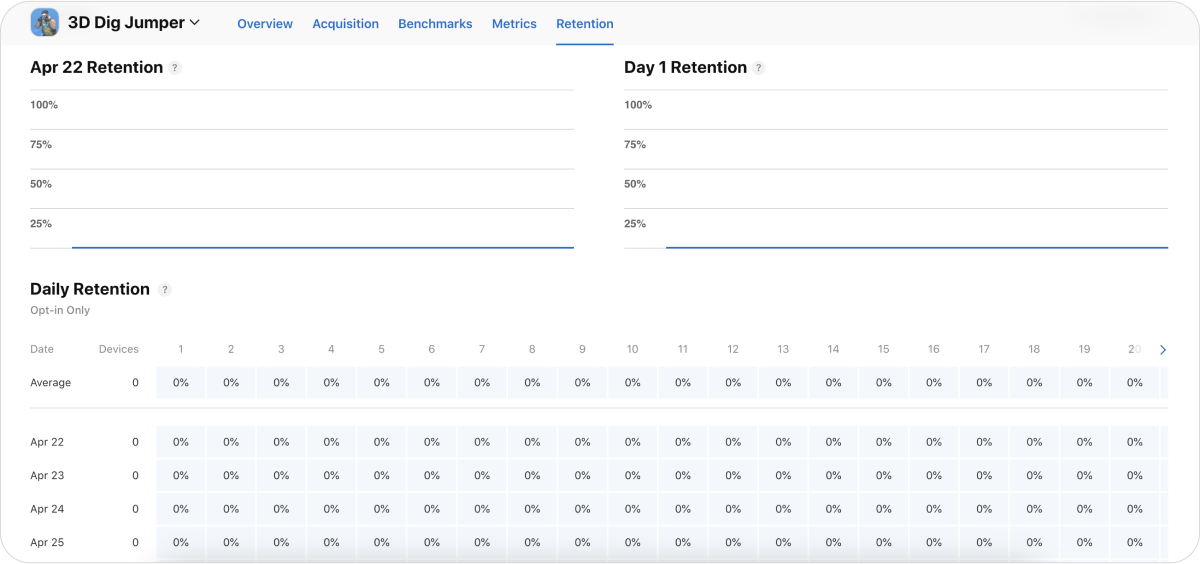 3D Dig Jumper Overview Acquisition Benchmarks Metrics Retention
Apr 22 Retention ?
100%
75%
50%
25%
Day 1 Retention ?
100%
75%
50%
25%
Daily Retention ?
Opt-in Only
Date Devices 1 2 3 4 5 6 7 8 9 10 11 12 13 14 15 16 17 18 19 20
Average 0 0% 0% 0% 0% 0% 0% 0% 0% 0% 0% 0% 0% 0% 0% 0% 0% 0% 0% 0% 0%
Apr 22 0 0% 0% 0% 0% 0% 0% 0% 0% 0% 0% 0% 0% 0% 0% 0% 0% 0% 0% 0% 0%
Apr 23 0 0% 0% 0% 0% 0% 0% 0% 0% 0% 0% 0% 0% 0% 0% 0% 0% 0% 0% 0% 0%
Apr 24 0 0% 0% 0% 0% 0% 0% 0% 0% 0% 0% 0% 0% 0% 0% 0% 0% 0% 0% 0% 0%
Apr 25 0 0% 0% 0% 0% 0% 0% 0% 0% 0% 0% 0% 0% 0% 0% 0% 0% 0% 0% 0% 0%